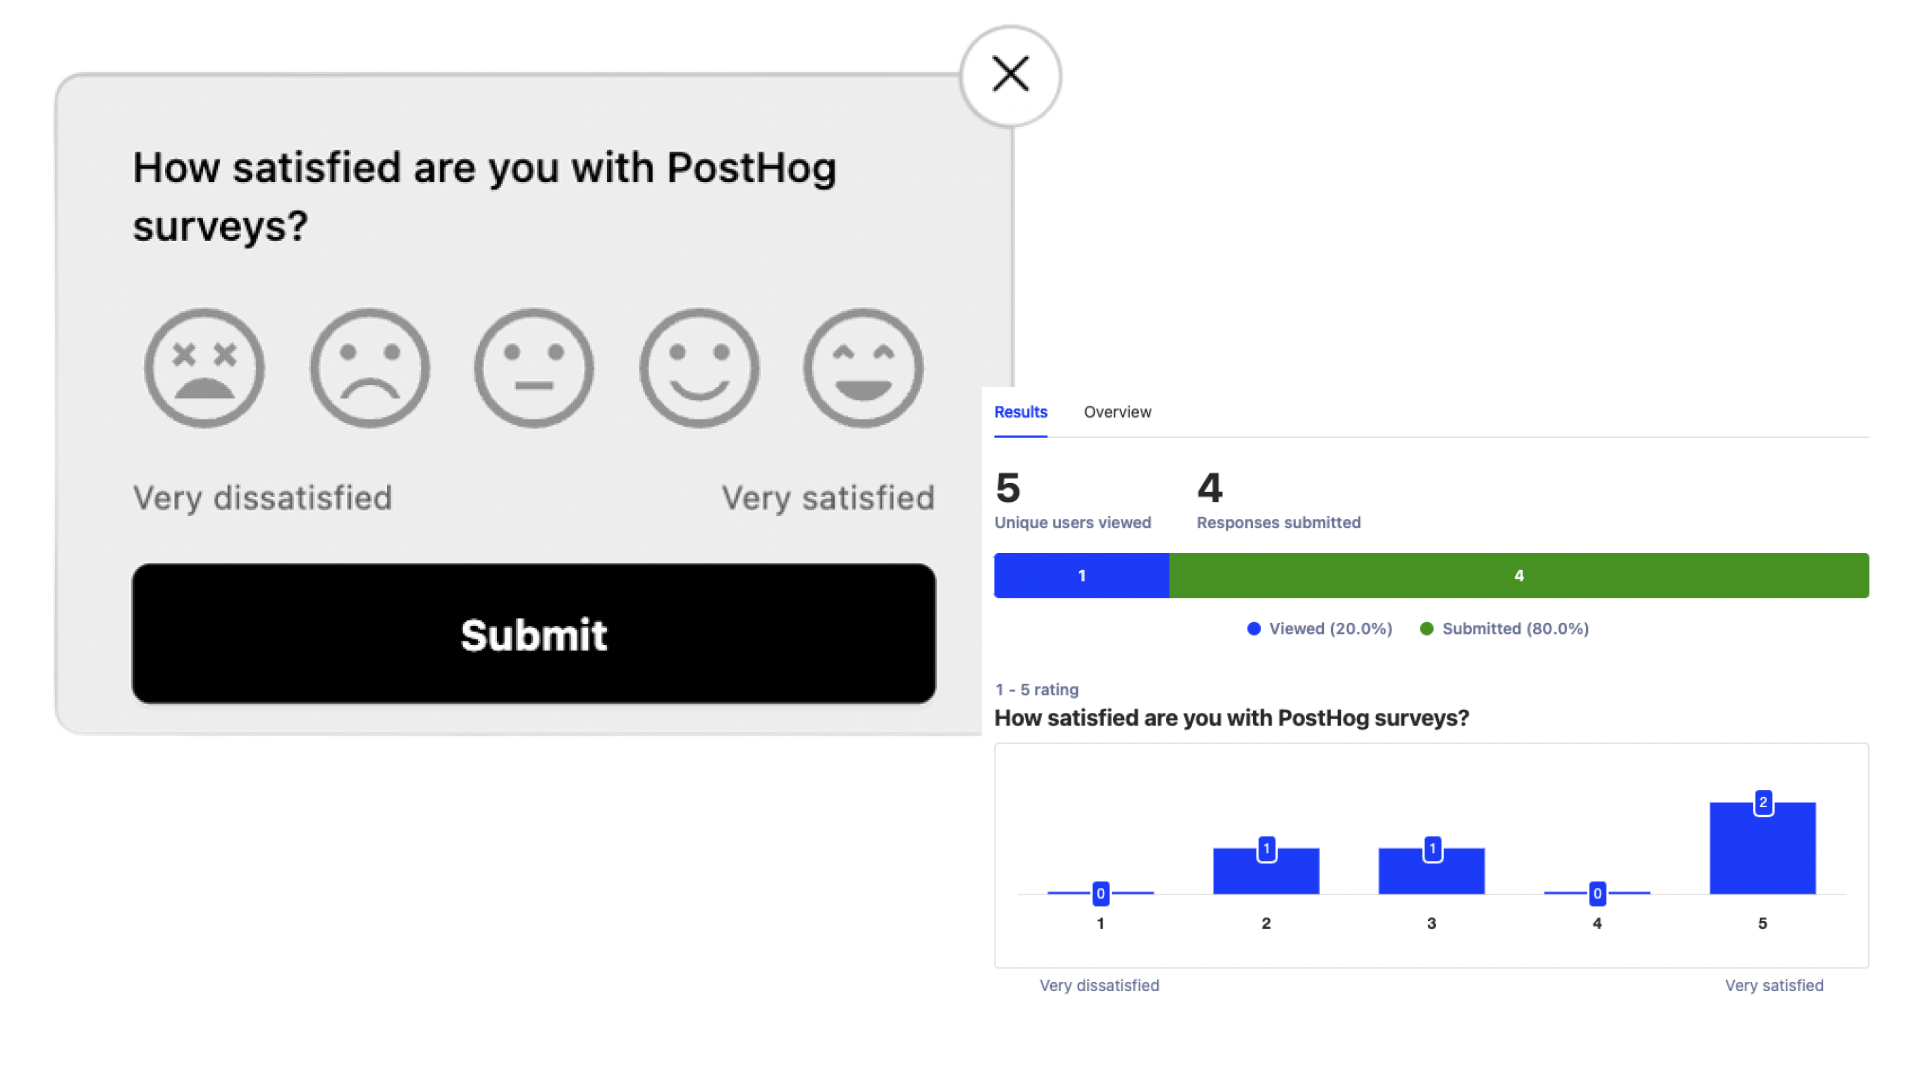 How satisfied are you with PostHog
surveys?
Very dissatisfied
Very satisfied
Submit
Results
Overview
5
Unique users viewed
4
Responses submitted
1
4
Viewed (20.0%)
Submitted (80.0%)
1 - 5 rating
How satisfied are you with PostHog surveys?
0
1
1
0
2
1
2
3
4
5
Very dissatisfied
Very satisfied